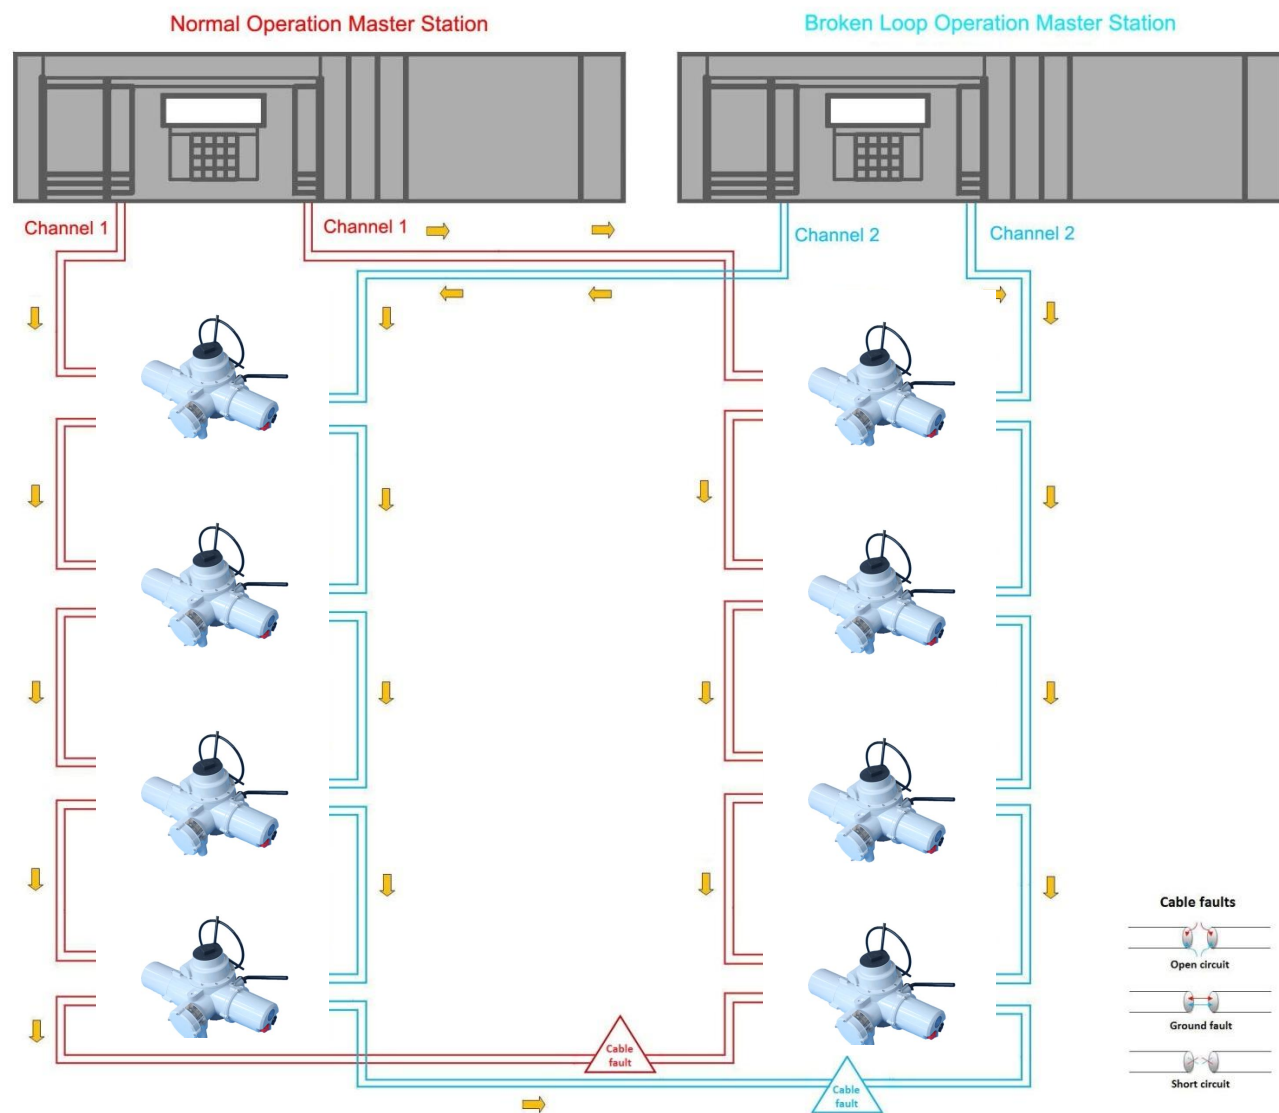 Normal Operation Master Station
Broken Loop Operation Master Station
Channel 1
Channel 1
Channel 2
Channel 2
Cable faults
Open circuit
Ground fault
Short circuit
Cable
fault
Cable
fault